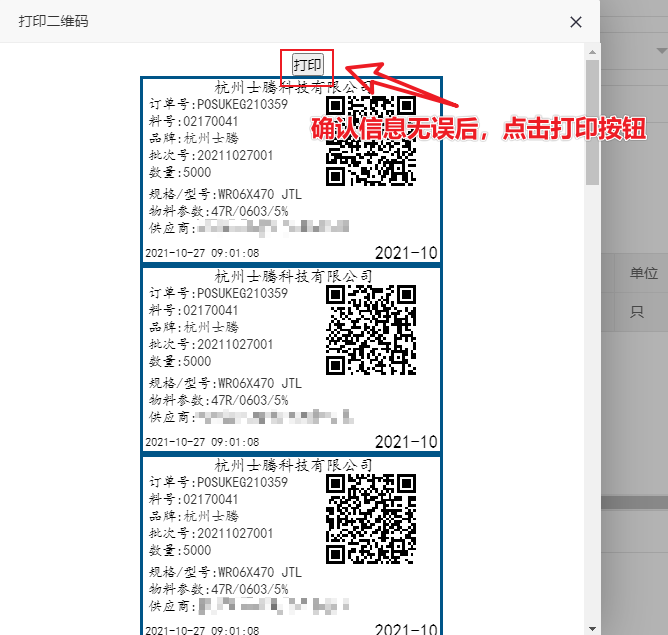 打印二维码
打印
确认信息无误后，点击打印按钮
杭州士腾科技有限公司
订单号:POSUKEG210359
料号:02170041
品牌:杭州士腾
批次号:20211027001
数量:5000
规格/型号:WR06X470 JTL
物料参数:47R/0603/5%
供应商:
2021-10-27 09:01:08
2021-10
杭州士腾科技有限公司
订单号:POSUKEG210359
料号:02170041
品牌:杭州士腾
批次号:20211027001
数量:5000
规格/型号:WR06X470 JTL
物料参数:47R/0603/5%
供应商:
2021-10-27 09:01:08
2021-10
杭州士腾科技有限公司
订单号:POSUKEG210359
料号:02170041
品牌:杭州士腾
批次号:20211027001
数量:5000
规格/型号:WR06X470 JTL
物料参数:47R/0603/5%
供应商:
2021-10-27 09:01:08
2021-10
单位
只